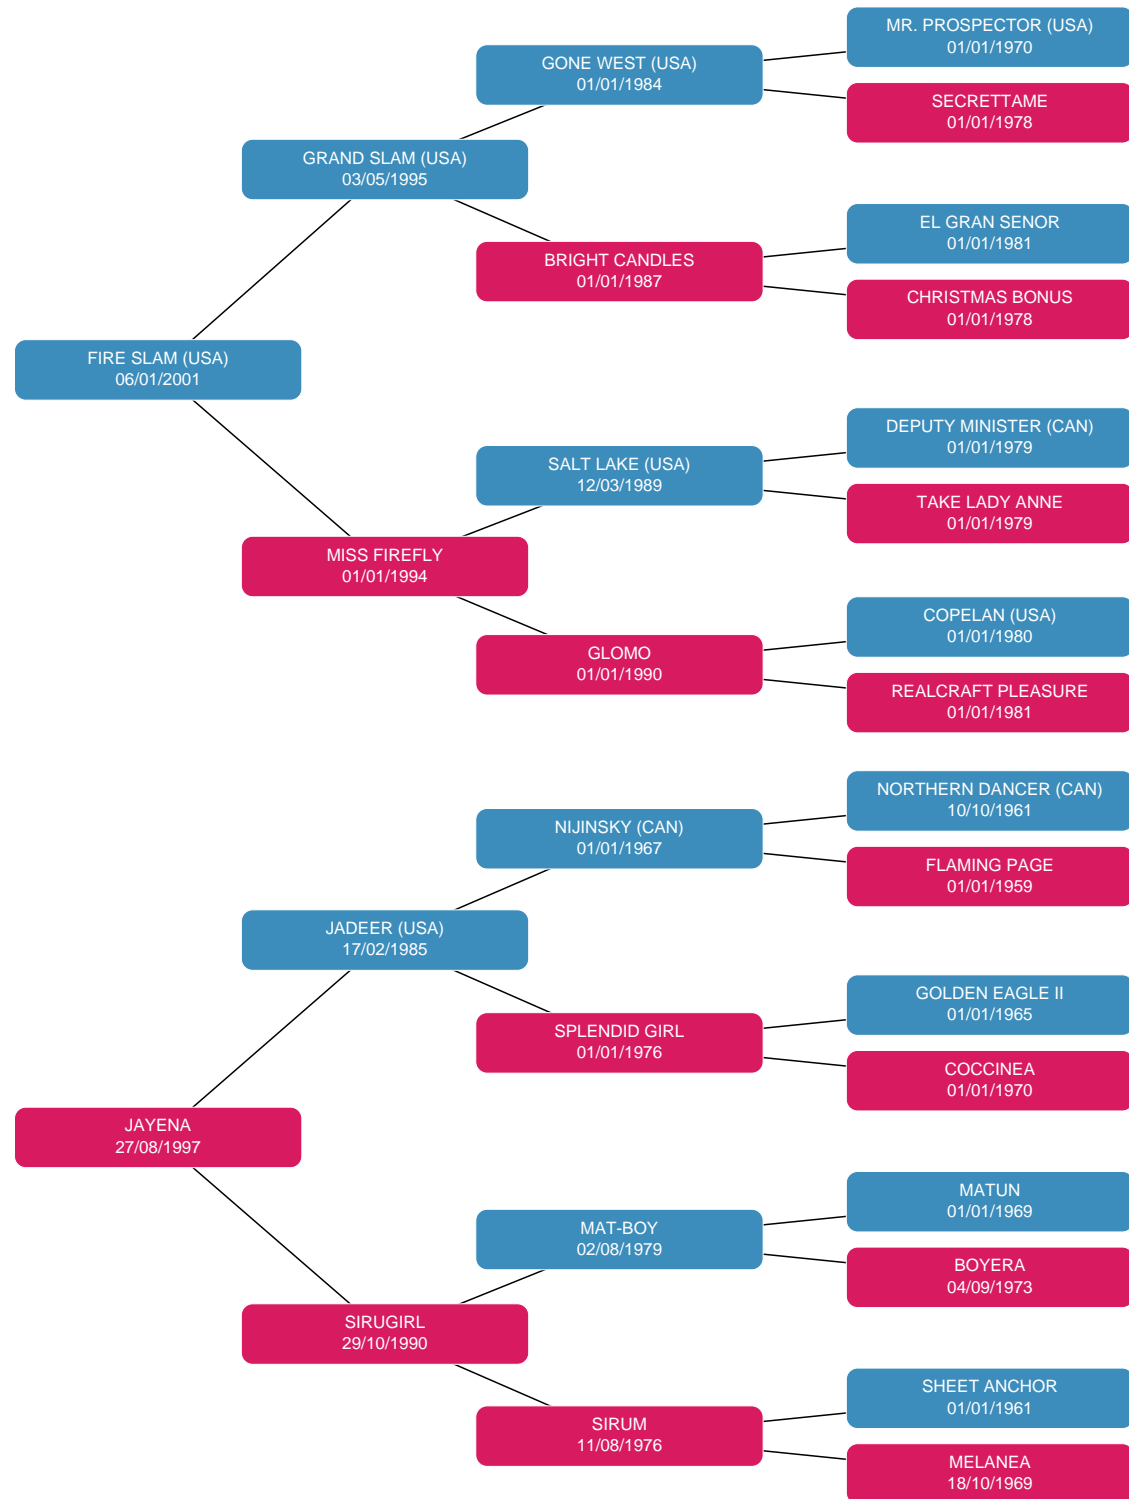 MR. PROSPECTOR (USA)
01/01/1970
GONE WEST (USA)
01/01/1984
SECRETTAME
01/01/1978
GRAND SLAM (USA)
03/05/1995
EL GRAN SENOR
01/01/1981
BRIGHT CANDLES
01/01/1987
CHRISTMAS BONUS
01/01/1978
FIRE SLAM (USA)
06/01/2001
DEPUTY MINISTER (CAN)
01/01/1979
SALT LAKE (USA)
12/03/1989
TAKE LADY ANNE
01/01/1979
MISS FIREFLY
01/01/1994
COPELAN (USA)
01/01/1980
GLOMO
01/01/1990
REALCRAFT PLEASURE
01/01/1981
NORTHERN DANCER (CAN)
10/10/1961
NIJINSKY (CAN)
01/01/1967
FLAMING PAGE
01/01/1959
JADEER (USA)
17/02/1985
GOLDEN EAGLE II
01/01/1965
SPLENDID GIRL
01/01/1976
COCCINEA
01/01/1970
JAYENA
27/08/1997
MATUN
01/01/1969
MAT-BOY
02/08/1979
BOYERA
04/09/1973
SIRUGIRL
29/10/1990
SHEET ANCHOR
01/01/1961
SIRUM
11/08/1976
MELANEA
18/10/1969